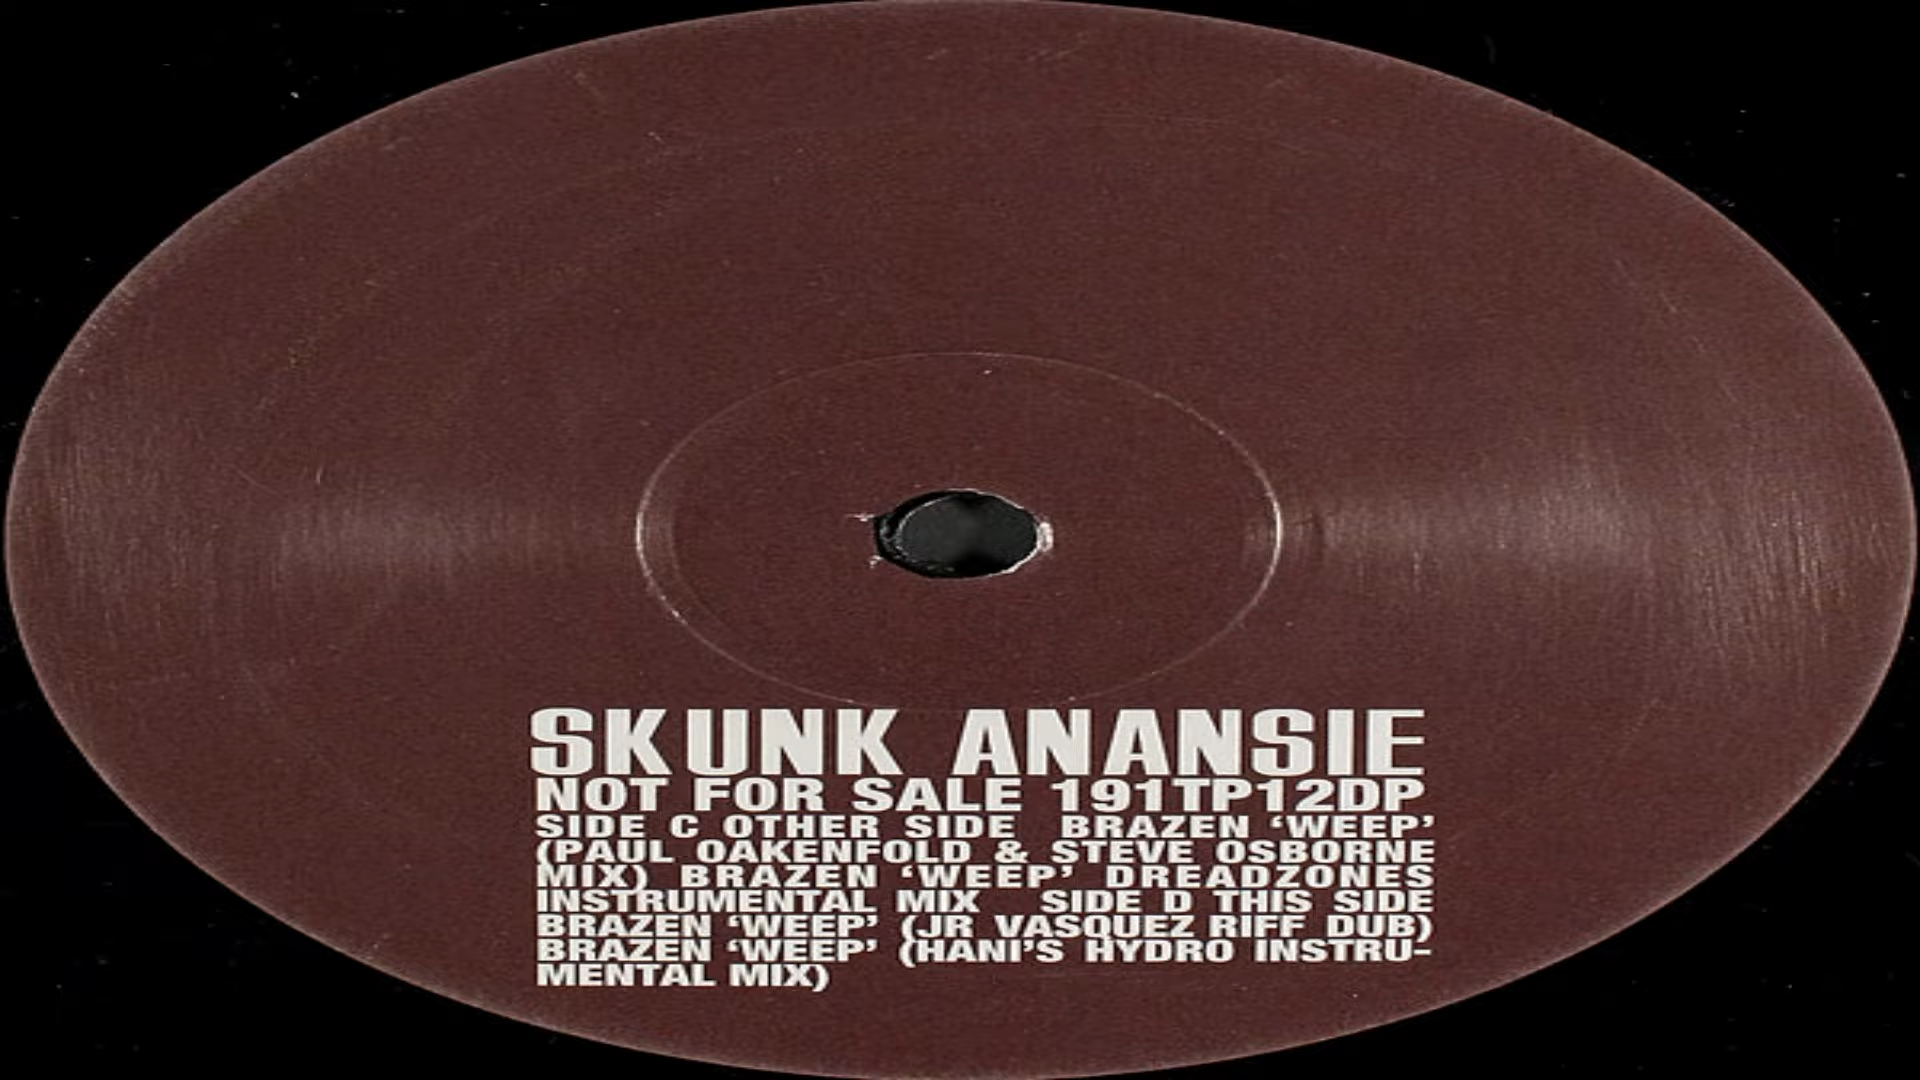 SKUNK ANANSIE
NOT FOR SALE 191TP12DP
SIDE C OTHER SIDE BRAZEN ‘WEEP’
(PAUL OAKENFOLD & STEVE OSBORNE
MIX) BRAZEN ‘WEEP’ DREADZONES
INSTRUMENTAL MIX SIDE D THIS SIDE
BRAZEN ‘WEEP’ (JR VASQUEZ RIFF DUB)
BRAZEN ‘WEEP’ (HANI’S HYDRO INSTRU-
MENTAL MIX)